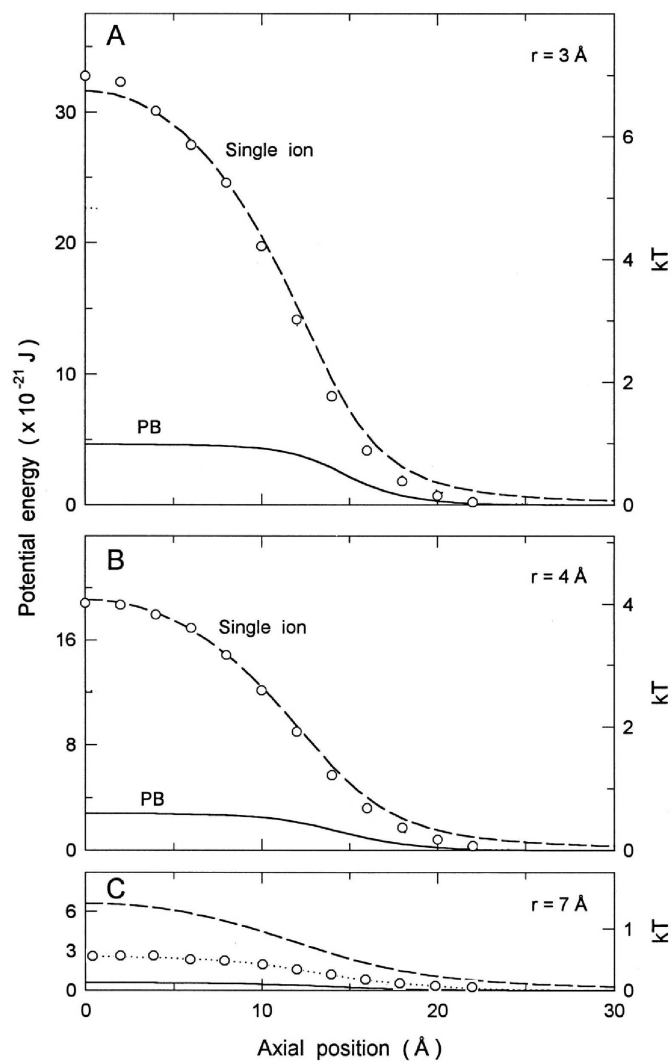 A
r = 3 Å
Single ion
PB
30
20
10
0
6
4
2
0
kT
Potential energy ( x 10⁻²¹ J )
B
r = 4 Å
Single ion
PB
16
8
0
4
2
0
kT
C
r = 7 Å
6
3
0
1
0
kT
0
10
20
30
Axial position (Å)